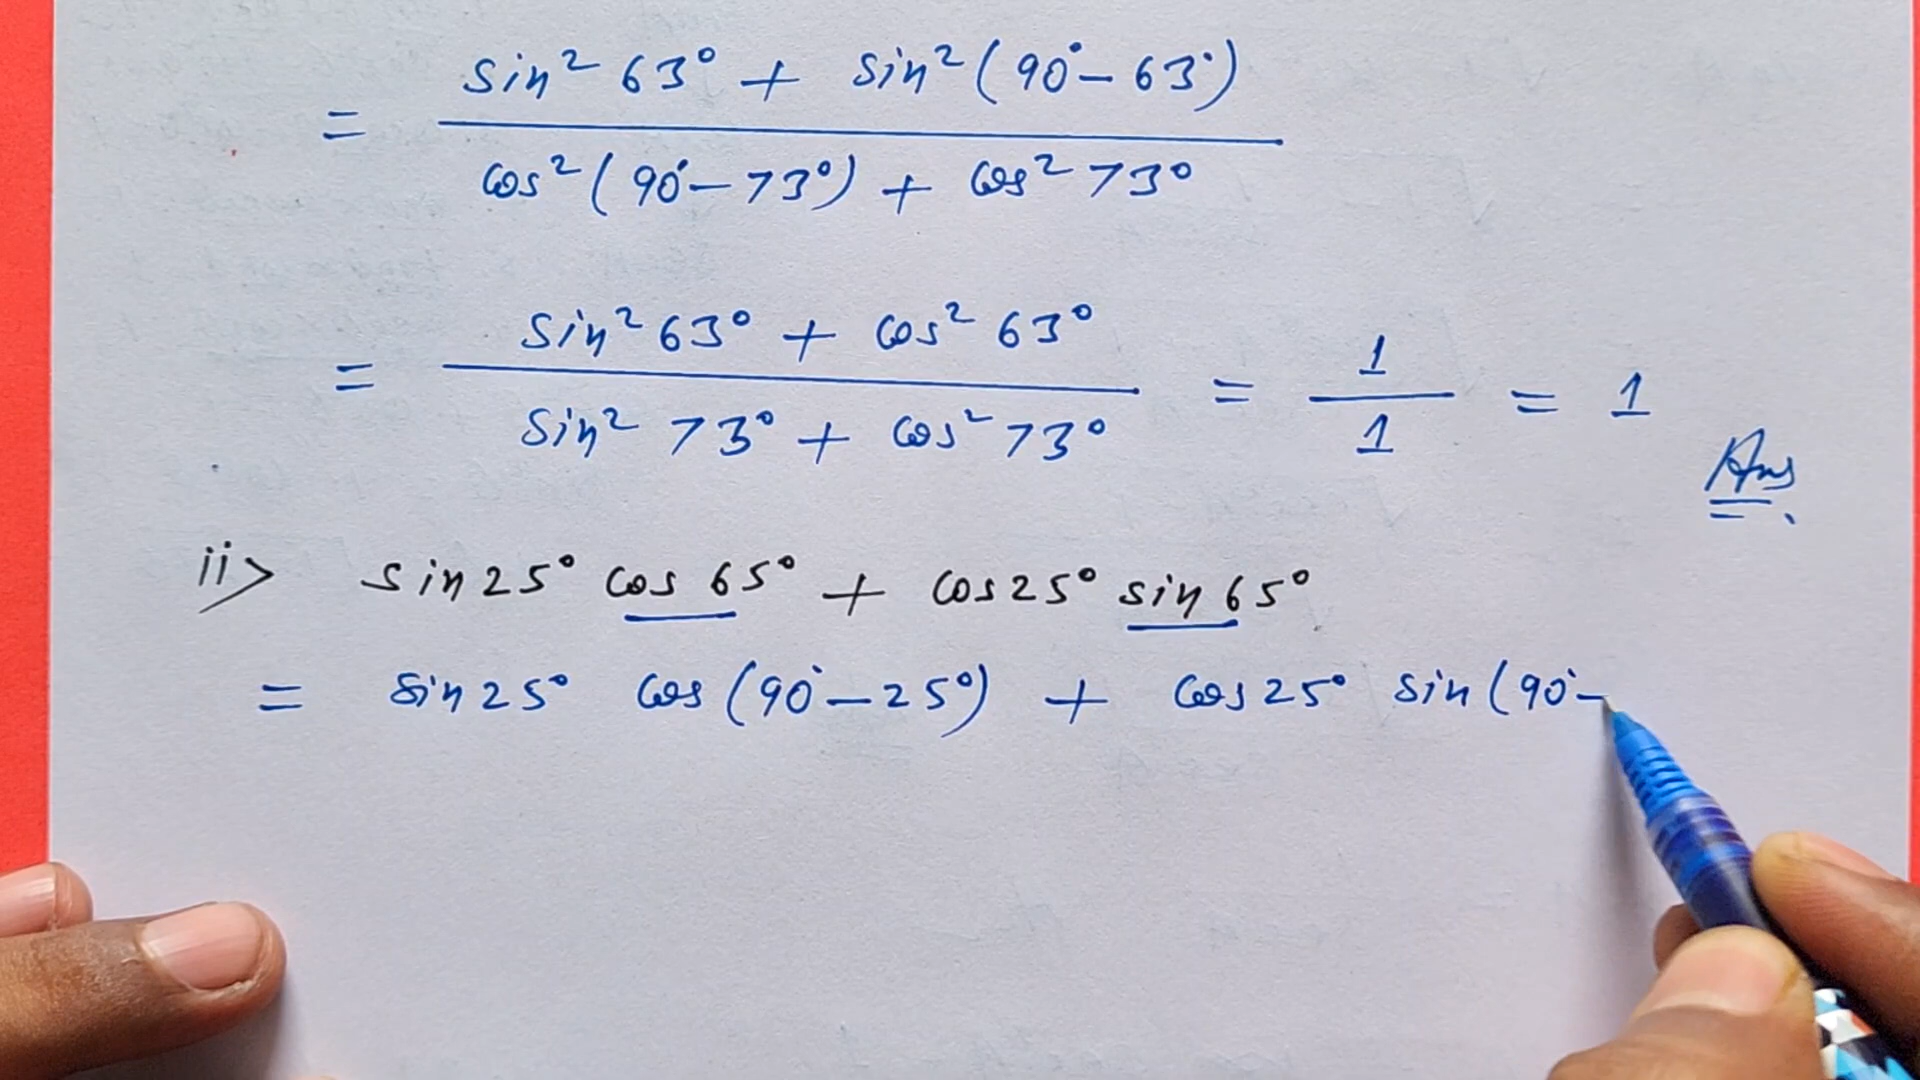 = sin² 63° + sin² (90° – 63°) / cos² (90° – 73°) + cos² 73°
= sin² 63° + cos² 63° / sin² 73° + cos² 73° = 1 / 1 = 1
Ans.
ii> sin 25° cos 65° + cos 25° sin 65°
= sin 25° cos (90° – 25°) + cos 25° sin (90° –